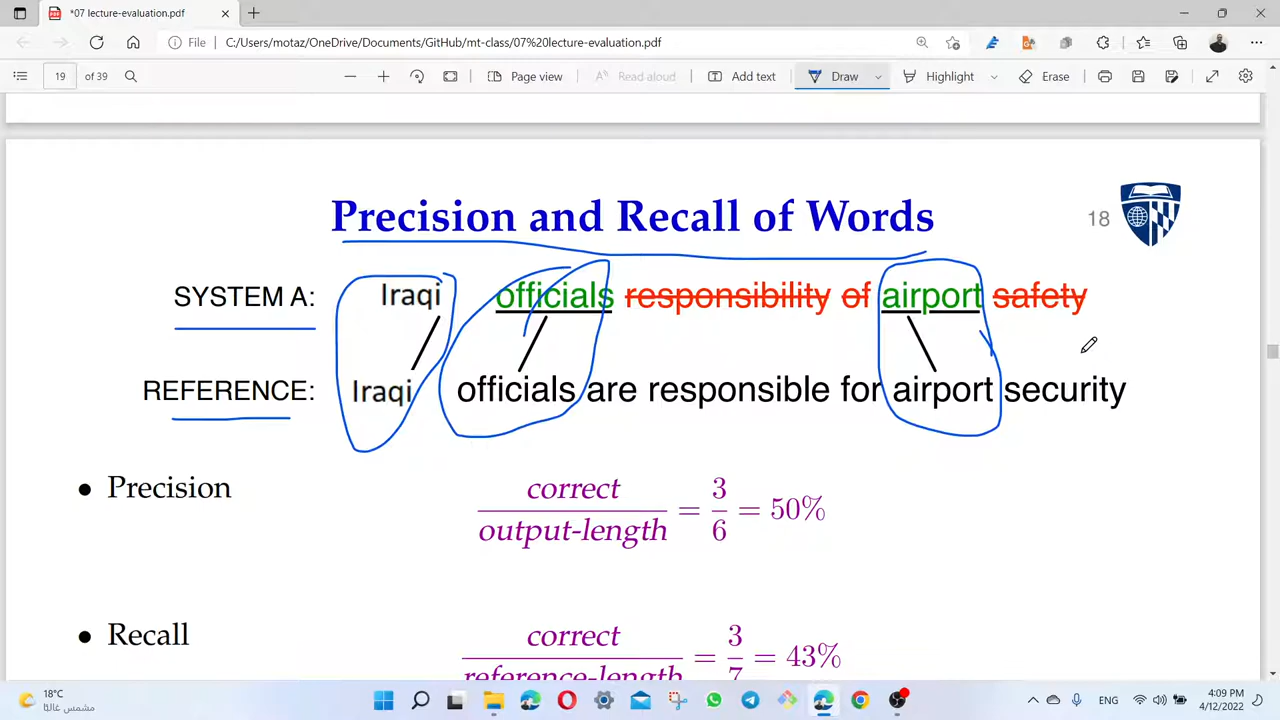 *07 lecture-evaluation.pdf
File C:/Users/motaz/OneDrive/Documents/GitHub/mt-class/07%20lecture-evaluation.pdf
19 of 39 Page view Read aloud Add text Draw Highlight Erase
Precision and Recall of Words
18
SYSTEM A: Iraqi officials responsibility of airport safety
REFERENCE: Iraqi officials are responsible for airport security
• Precision
correct
output-length
= 3/6 = 50%
• Recall
correct
reference-length
= 3/7 = 43%
18°C
مشمس غالبًا
ENG
4:09 PM
4/12/2022